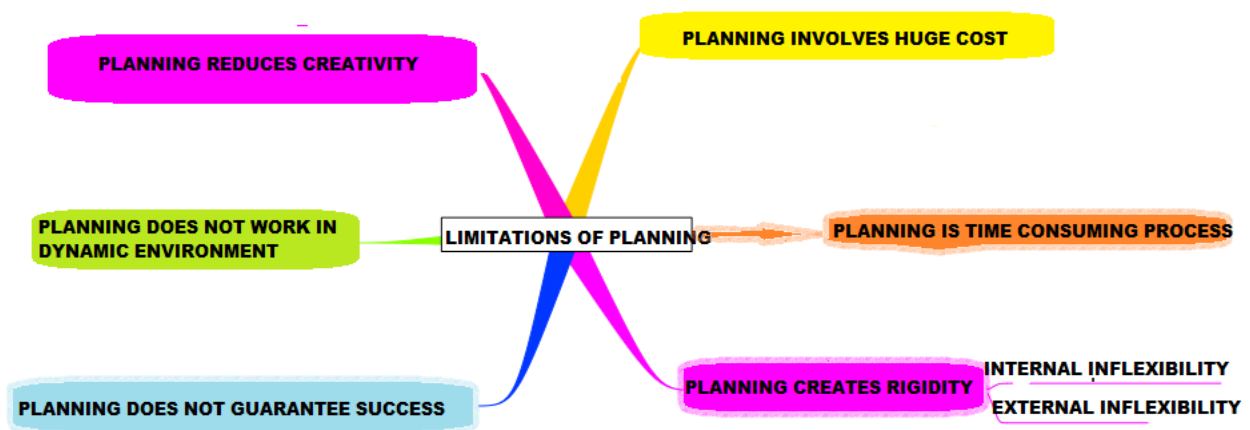 PLANNING REDUCES CREATIVITY
PLANNING INVOLVES HUGE COST
PLANNING DOES NOT WORK IN
DYNAMIC ENVIRONMENT
LIMITATIONS OF PLANNING
PLANNING IS TIME CONSUMING PROCESS
PLANNING DOES NOT GUARANTEE SUCCESS
PLANNING CREATES RIGIDITY
INTERNAL INFLEXIBILITY
EXTERNAL INFLEXIBILITY